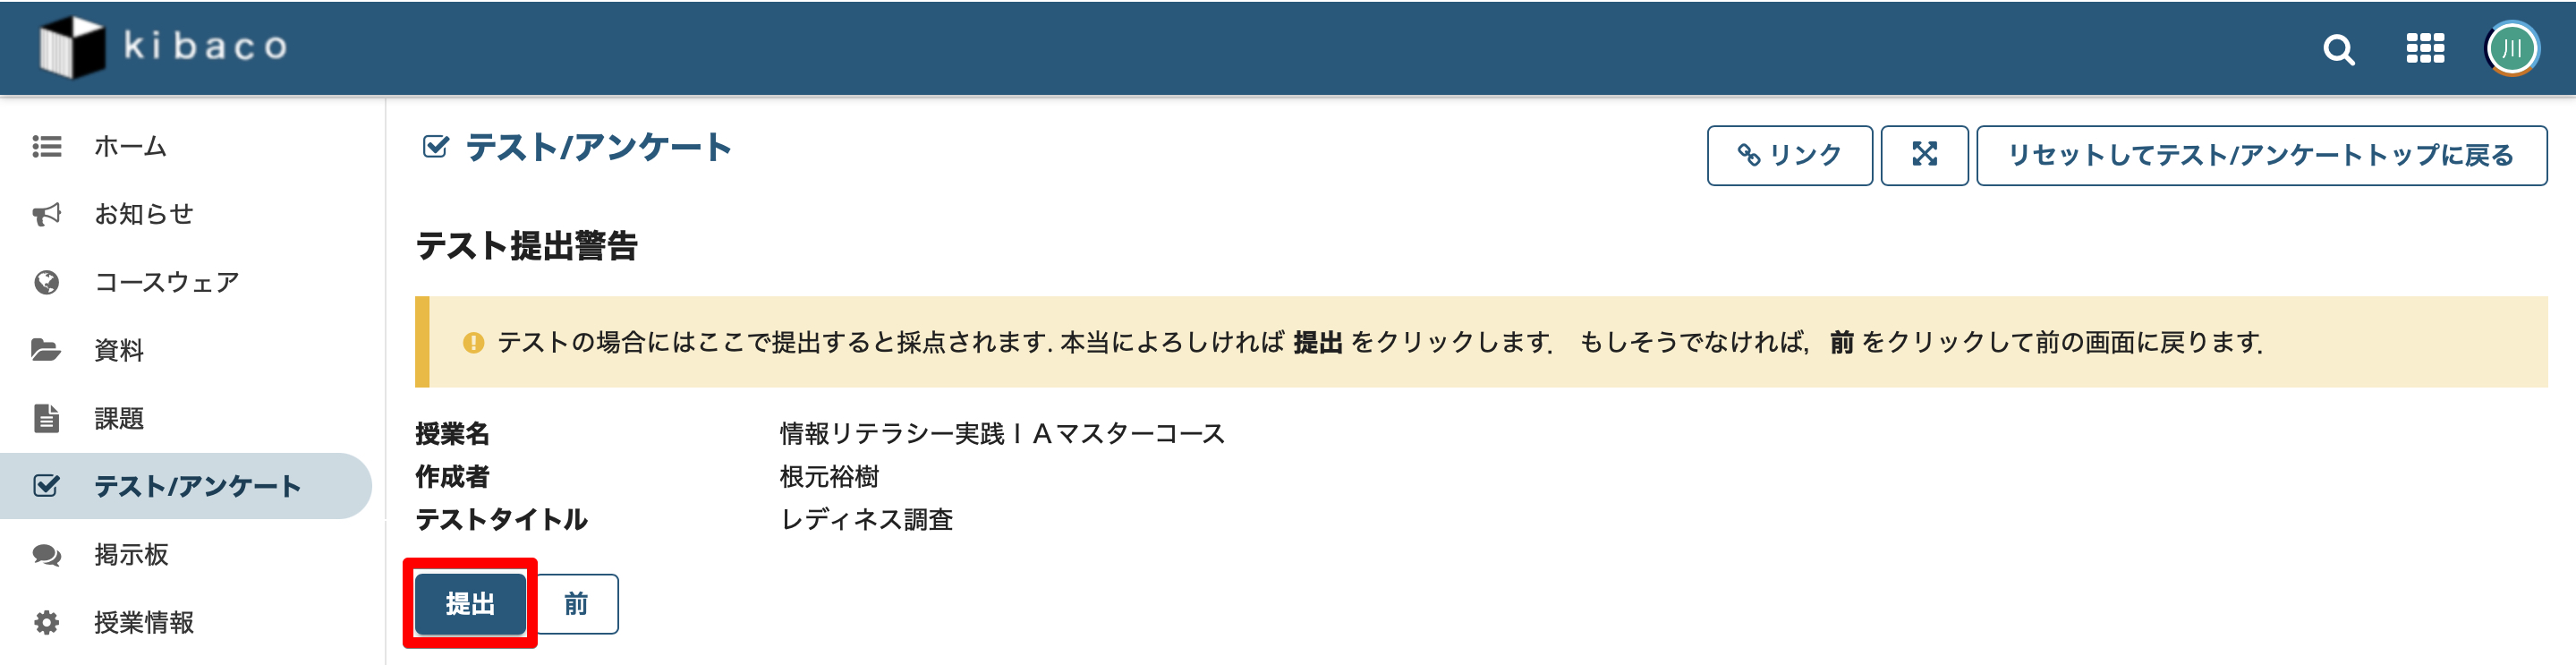 kibaco
川
ホーム
お知らせ
コースウェア
資料
課題
テスト/アンケート
掲示板
授業情報
テスト/アンケート
リンク
リセットしてテスト/アンケートトップに戻る
テスト提出警告
テストの場合にはここで提出すると採点されます. 本当によろしければ 提出 をクリックします． もしそうでなければ，前 をクリックして前の画面に戻ります．
授業名 情報リテラシー実践ⅠＡマスターコース
作成者 根元裕樹
テストタイトル レディネス調査
提出 前